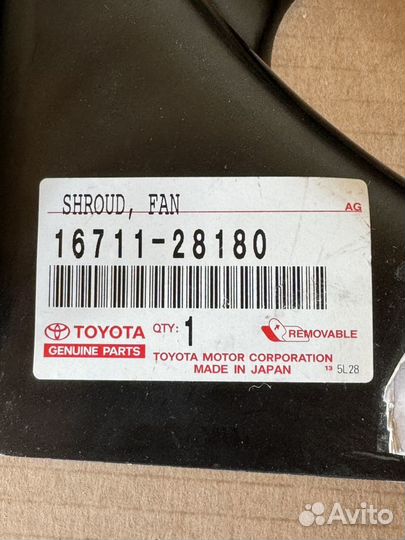 SHROUD, FAN
AG
16711-28180
TOYOTA QTY: 1 REMOVABLE
GENUINE PARTS
TOYOTA MOTOR CORPORATION
MADE IN JAPAN 13 5L28
Avito